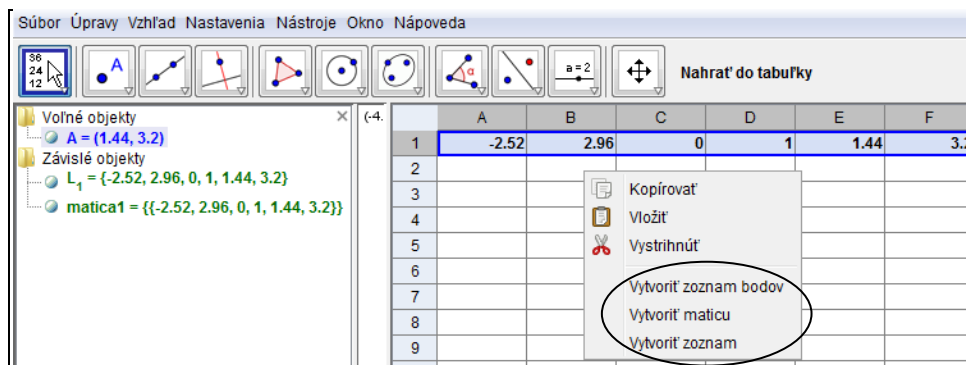 Súbor Úpravy Vzhľad Nastavenia Nástroje Okno Nápoveda
36
24
12
A
α
a = 2
Nahrať do tabuľky
Voľné objekty
A = (1.44, 3.2)
Závislé objekty
L1 = {-2.52, 2.96, 0, 1, 1.44, 3.2}
matica1 = {{-2.52, 2.96, 0, 1, 1.44, 3.2}}
(-4.
A B C D E F
1 -2.52 2.96 0 1 1.44 3.2
2
3
4
5
6
7
8
9
Kopírovať
Vložiť
Vystrihnúť
Vytvoriť zoznam bodov
Vytvoriť maticu
Vytvoriť zoznam